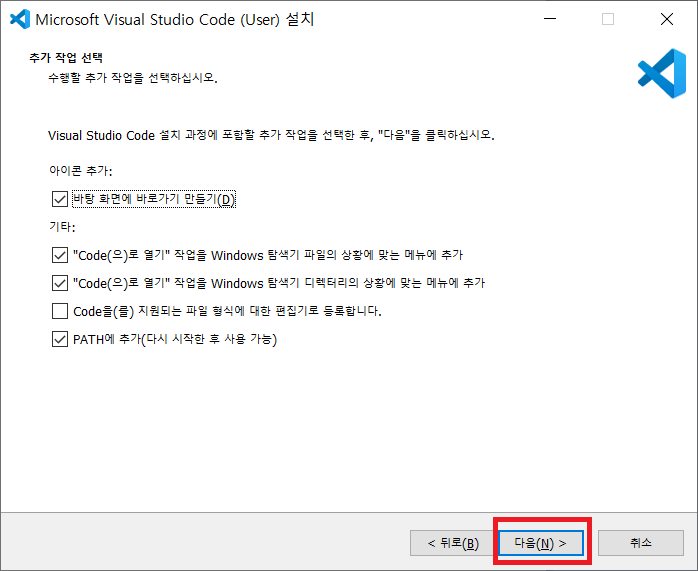 Microsoft Visual Studio Code (User) 설치
추가 작업 선택
수행할 추가 작업을 선택하십시오.
Visual Studio Code 설치 과정에 포함할 추가 작업을 선택한 후, "다음"을 클릭하십시오.
아이콘 추가:
바탕 화면에 바로가기 만들기(D)
기타:
"Code(으)로 열기" 작업을 Windows 탐색기 파일의 상황에 맞는 메뉴에 추가
"Code(으)로 열기" 작업을 Windows 탐색기 디렉터리의 상황에 맞는 메뉴에 추가
Code을(를) 지원되는 파일 형식에 대한 편집기로 등록합니다.
PATH에 추가(다시 시작한 후 사용 가능)
< 뒤로(B) 다음(N) > 취소